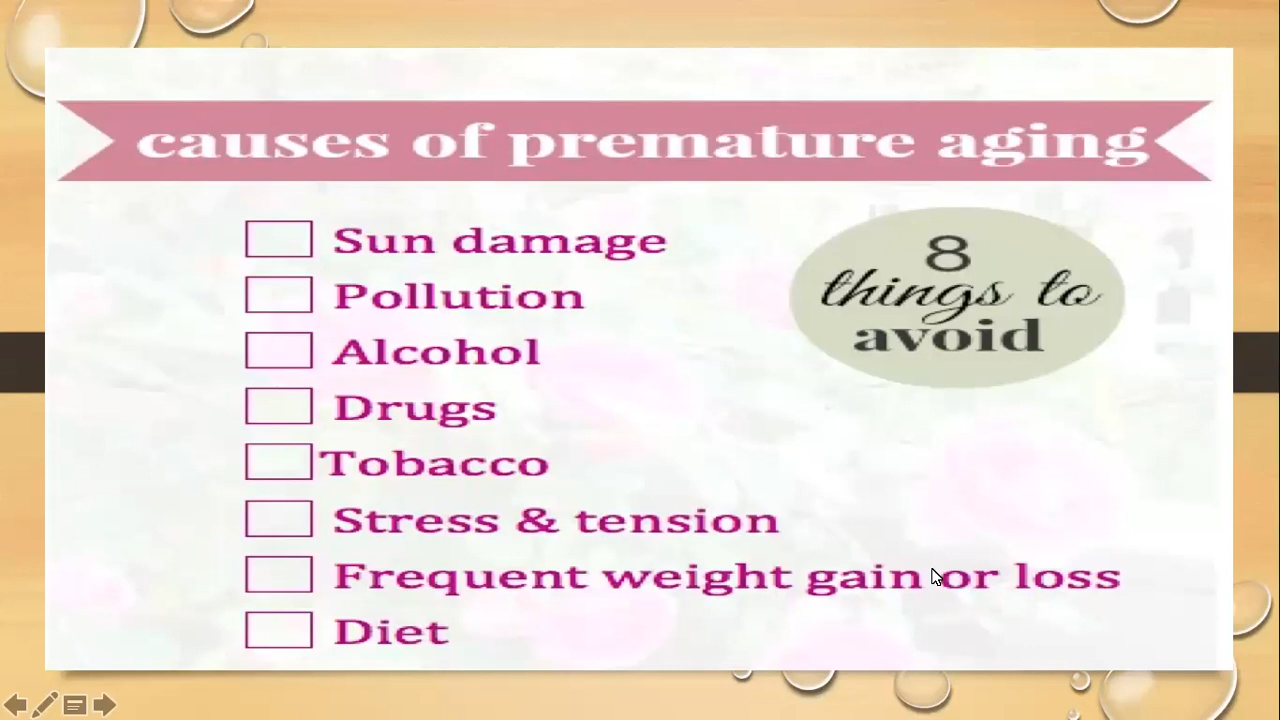 causes of premature aging
Sun damage
Pollution
Alcohol
Drugs
Tobacco
Stress & tension
Frequent weight gain or loss
Diet
8
things to
avoid